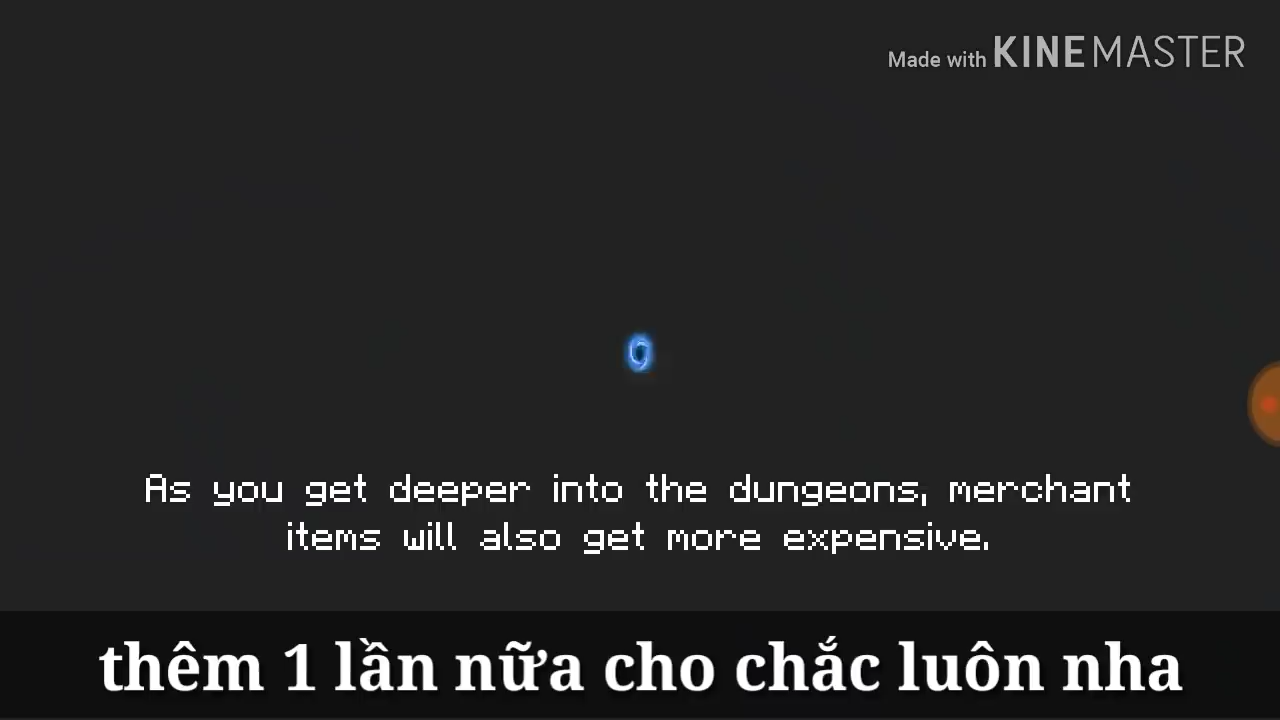 Made with KINEMASTER
As you get deeper into the dungeons, merchant
items will also get more expensive.
thêm 1 lần nữa cho chắc luôn nha